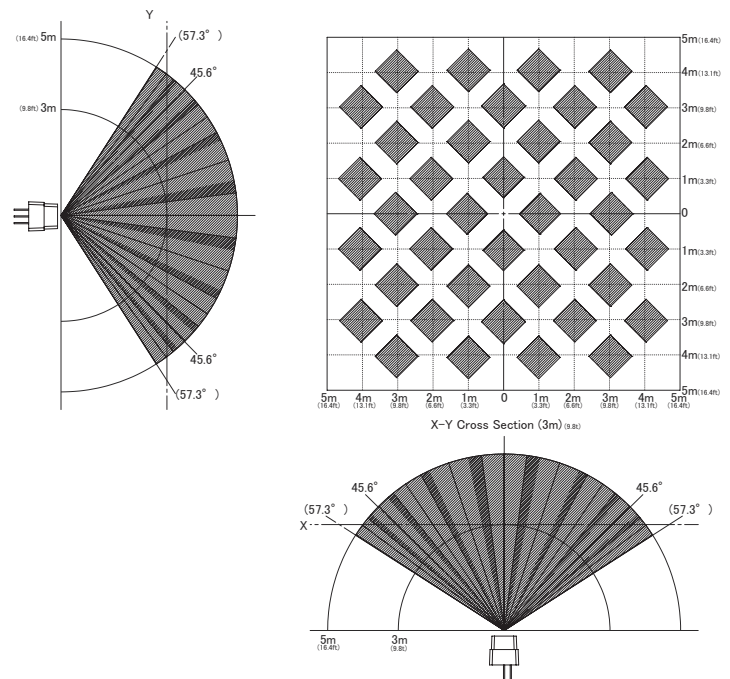 Y
(57.3° )
45.6°
(16.4ft) 5m
(9.8ft) 3m
45.6°
(57.3° )
5m(16.4ft)
4m(13.1ft)
3m(9.8ft)
2m(6.6ft)
1m(3.3ft)
0
1m(3.3ft)
2m(6.6ft)
3m(9.8ft)
4m(13.1ft)
5m(16.4ft)
5m 4m 3m 2m 1m 0 1m 2m 3m 4m 5m
(16.4ft) (13.1ft) (9.8ft) (6.6ft) (3.3ft) (3.3ft) (6.6ft) (9.8ft) (13.1ft) (16.4ft)
X-Y Cross Section (3m) (9.8ft)
45.6° 45.6°
(57.3° ) (57.3° )
X
5m 3m
(16.4ft) (9.8ft)